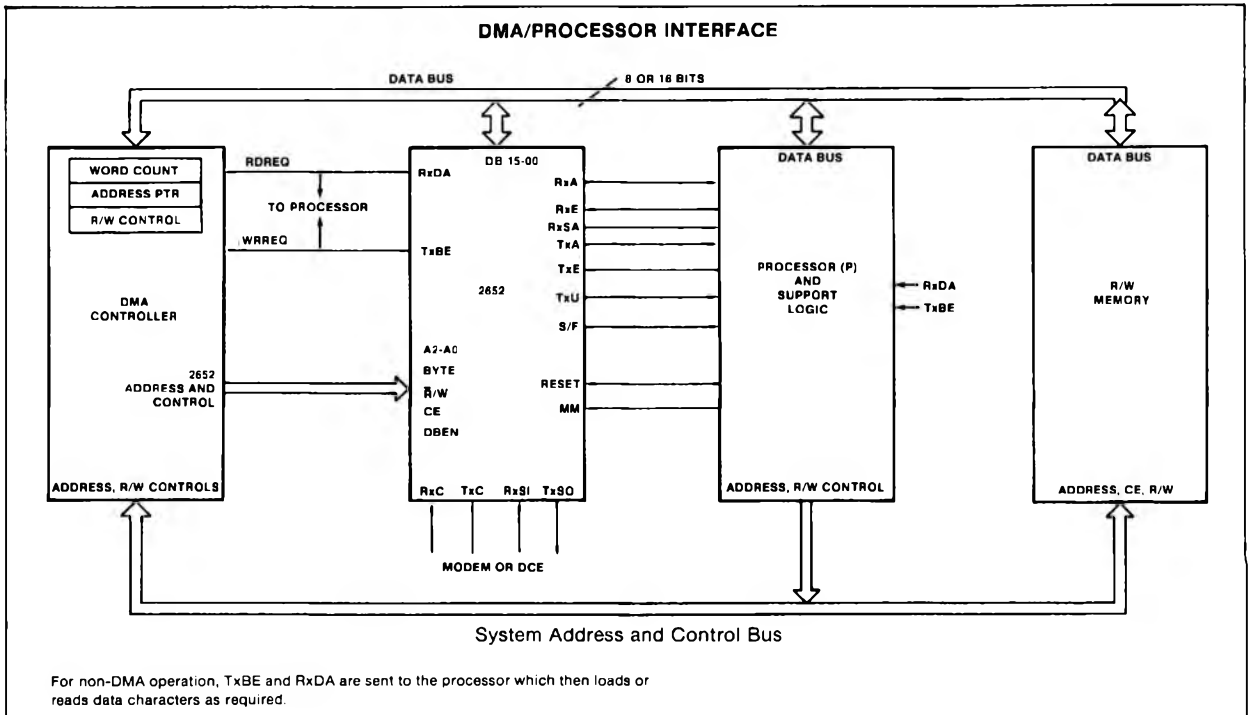 DMA/PROCESSOR INTERFACE
DATA BUS
8 OR 16 BITS
WORD COUNT
ADDRESS PTR
R/W CONTROL
DMA
CONTROLLER
2652
ADDRESS AND
CONTROL
ADDRESS, R/W CONTROLS
RDREQ
TO PROCESSOR
WRREQ
DB 15-00
RxDA
TxBE
2652
A2-A0
BYTE
R̅/W
CE
DBEN
RxA
RxE
RxSA
TxA
TxE
TxU
S/F
RESET
MM
RxC TxC RxSI TxSO
MODEM OR DCE
DATA BUS
PROCESSOR (P)
AND
SUPPORT
LOGIC
ADDRESS, R/W CONTROL
RxDA
TxBE
DATA BUS
R/W
MEMORY
ADDRESS, CE, R/W
System Address and Control Bus
For non-DMA operation, TxBE and RxDA are sent to the processor which then loads or
reads data characters as required.